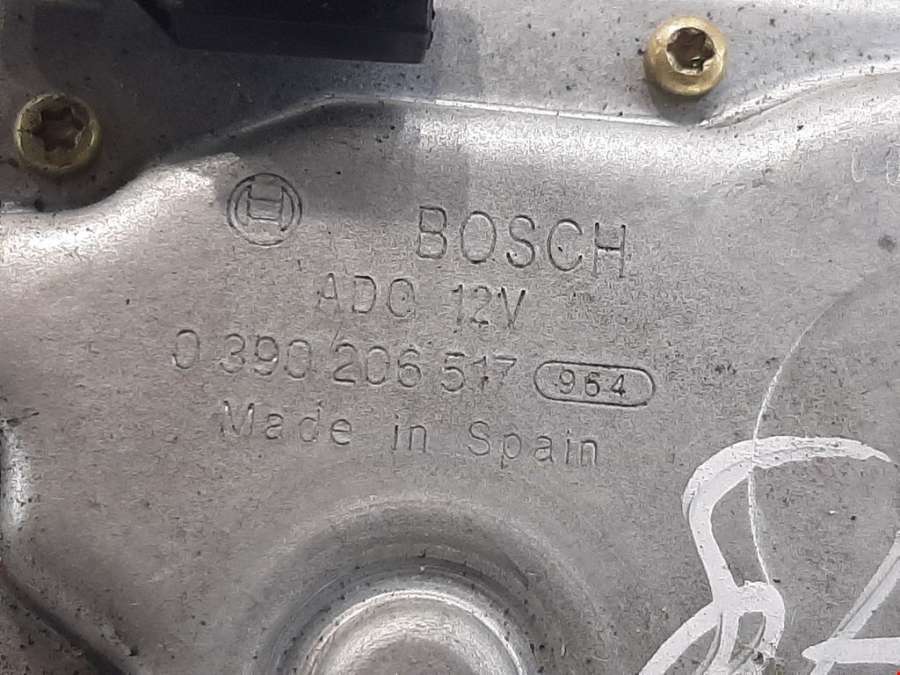 BOSCH
ADO 12V
0 390 206 517 964
Made in Spain